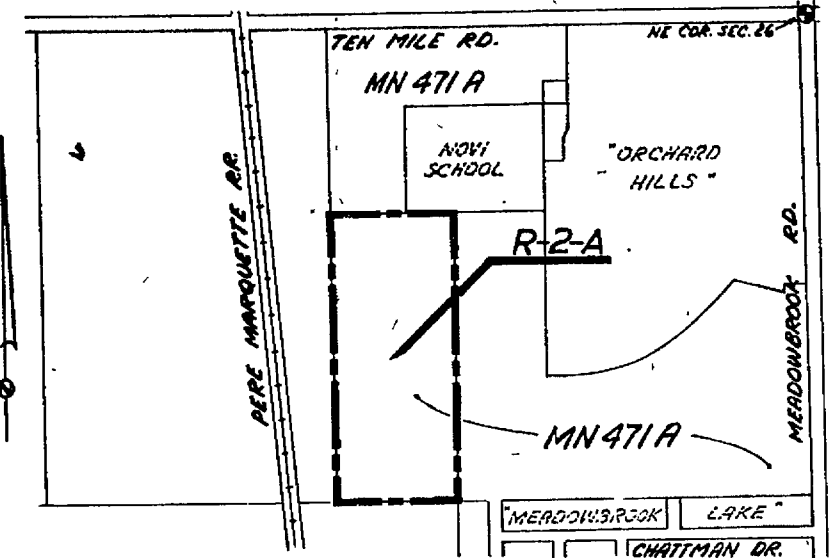 TEN MILE RD.
NE COR. SEC. 26
MN 471 A
NOVI
SCHOOL
"ORCHARD
HILLS"
PERE MARQUETTE RR.
R-2-A
MEADOWBROOK RD.
MN 471 A
"MEADOWBROOK LAKE"
CHATTMAN DR.